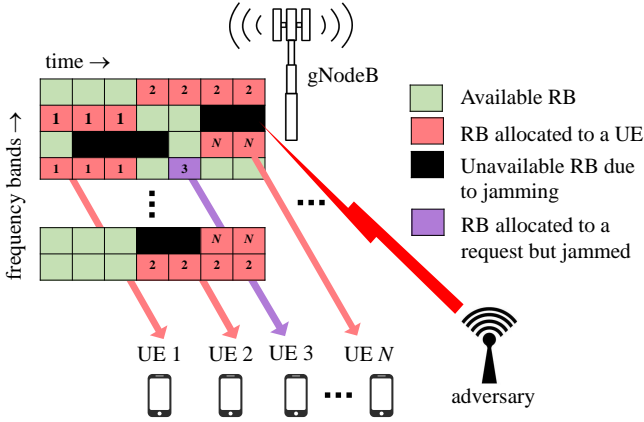 time →
gNodeB
frequency bands →
2 2 2 2
1 1 1
N N
1 1 1 3
N N
2 2 2 2
Available RB
RB allocated to a UE
Unavailable RB due
to jamming
RB allocated to a
request but jammed
UE 1 UE 2 UE 3 UE N
adversary